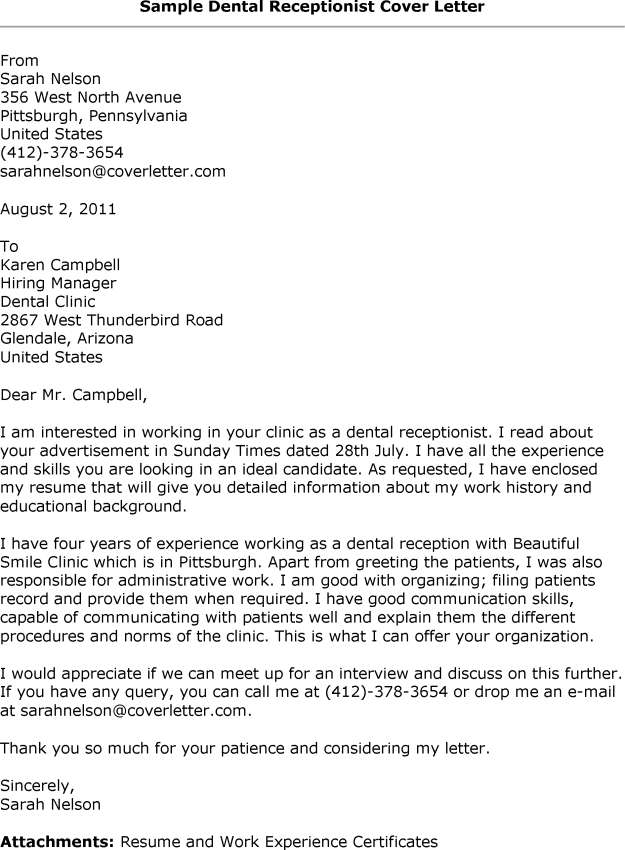 Sample Dental Receptionist Cover Letter
From
Sarah Nelson
356 West North Avenue
Pittsburgh, Pennsylvania
United States
(412)-378-3654
sarahnelson@coverletter.com
August 2, 2011
To
Karen Campbell
Hiring Manager
Dental Clinic
2867 West Thunderbird Road
Glendale, Arizona
United States
Dear Mr. Campbell,
I am interested in working in your clinic as a dental receptionist. I read about
your advertisement in Sunday Times dated 28th July. I have all the experience
and skills you are looking in an ideal candidate. As requested, I have enclosed
my resume that will give you detailed information about my work history and
educational background.
I have four years of experience working as a dental reception with Beautiful
Smile Clinic which is in Pittsburgh. Apart from greeting the patients, I was also
responsible for administrative work. I am good with organizing; filing patients
record and provide them when required. I have good communication skills,
capable of communicating with patients well and explain them the different
procedures and norms of the clinic. This is what I can offer your organization.
I would appreciate if we can meet up for an interview and discuss on this further.
If you have any query, you can call me at (412)-378-3654 or drop me an e-mail
at sarahnelson@coverletter.com.
Thank you so much for your patience and considering my letter.
Sincerely,
Sarah Nelson
Attachments: Resume and Work Experience Certificates